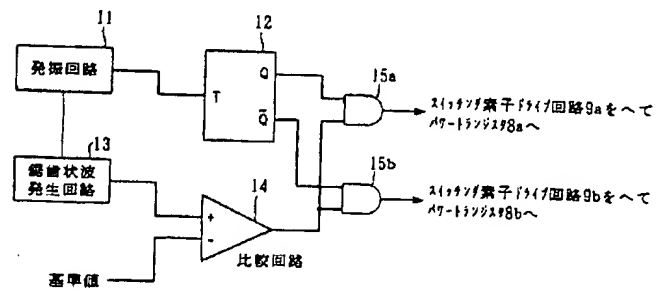 11
発振回路
12
T
Q
Q̅
15a
スイッチング素子ドライブ回路9aをへて
パワートランジスタ8aへ
13
鋸歯状波
発生回路
15b
スイッチング素子ドライブ回路9bをへて
パワートランジスタ8bへ
14
+
-
比較回路
基準値